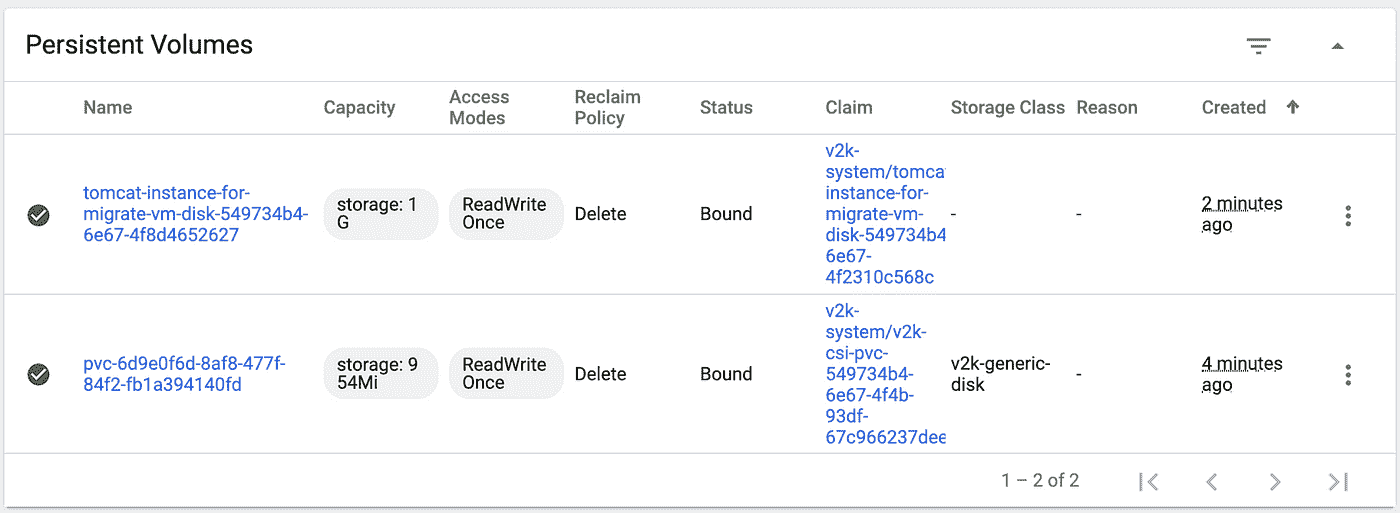 Persistent Volumes
Name
Capacity
Access
Modes
Reclaim
Policy
Status
Claim
Storage Class
Reason
Created
tomcat-instance-for-
migrate-vm-disk-549734b4-
6e67-4f8d4652627
storage: 1
G
ReadWrite
Once
Delete
Bound
v2k-
system/tomca
instance-for-
migrate-vm-
disk-549734b4
6e67-
4f2310c568c
-
-
2 minutes
ago
pvc-6d9e0f6d-8af8-477f-
84f2-fb1a394140fd
storage: 9
54Mi
ReadWrite
Once
Delete
Bound
v2k-
system/v2k-
csi-pvc-
549734b4-
6e67-4f4b-
93df-
67c966237dee
v2k-generic-
disk
-
4 minutes
ago
1 – 2 of 2